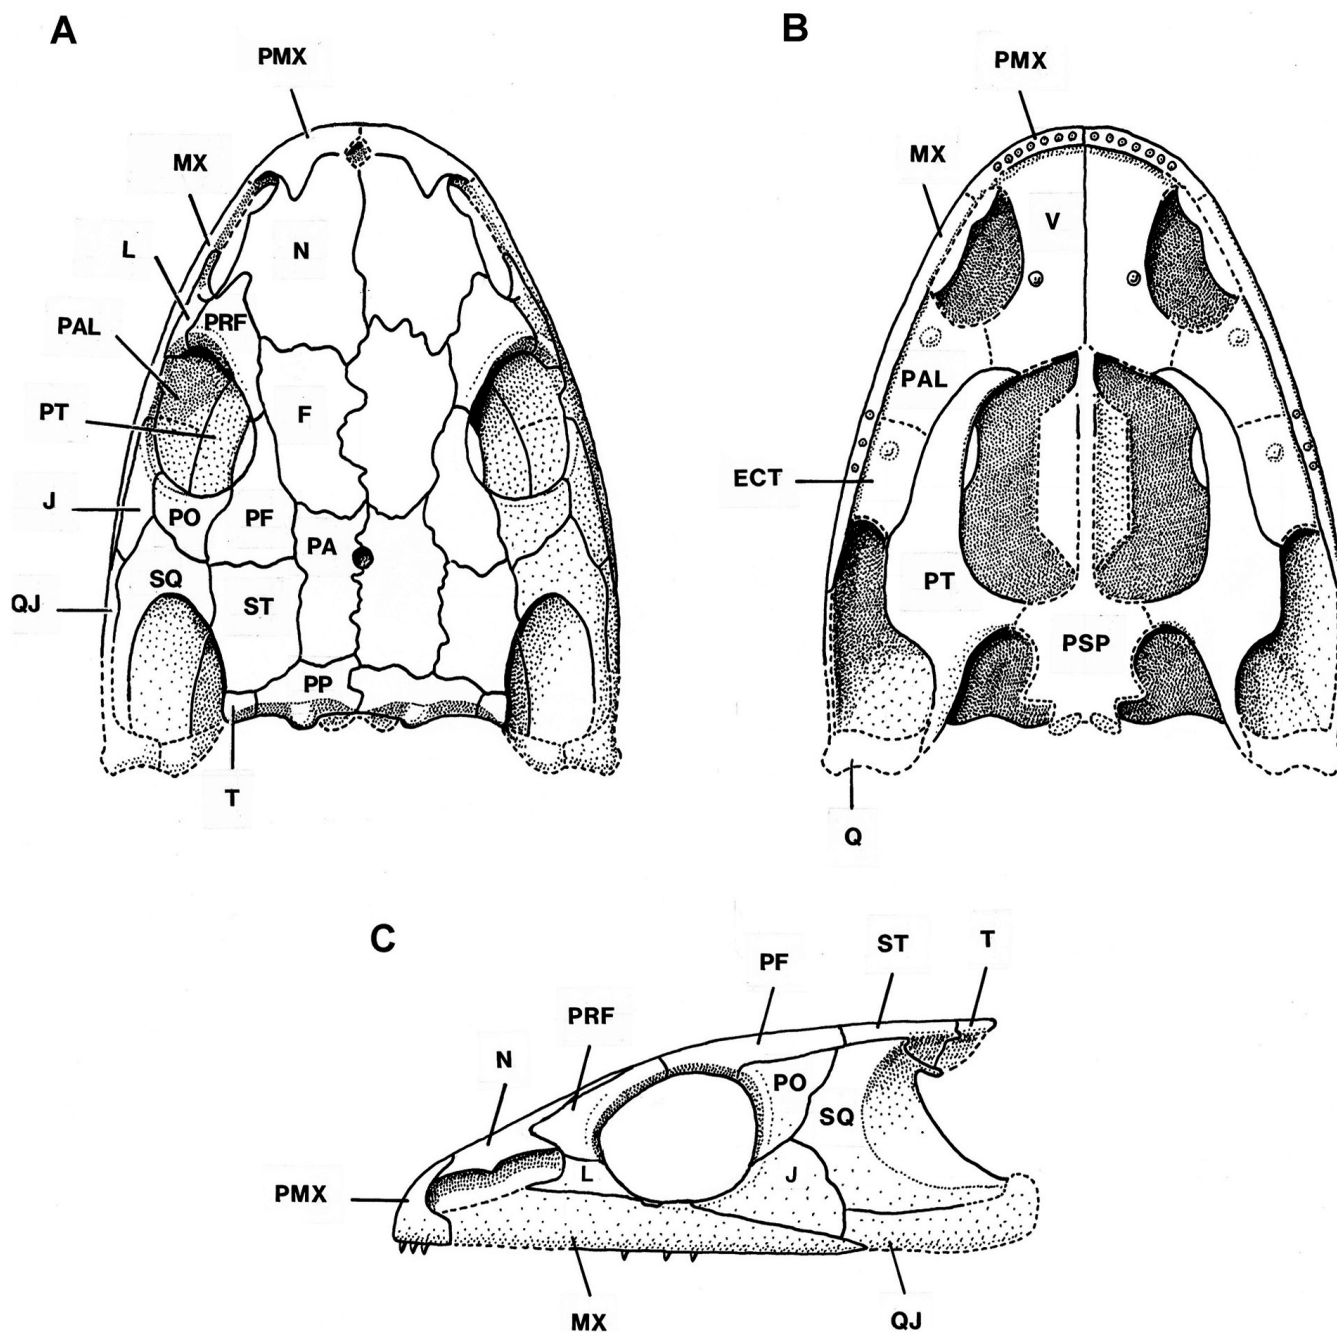 A
PMX
MX
L
N
PAL
PRF
PT
F
J
PO
PF
PA
SQ
QJ
ST
PP
T
B
PMX
MX
V
PAL
ECT
PT
PSP
Q
C
ST
T
PF
PRF
N
PO
SQ
L
J
PMX
MX
QJ